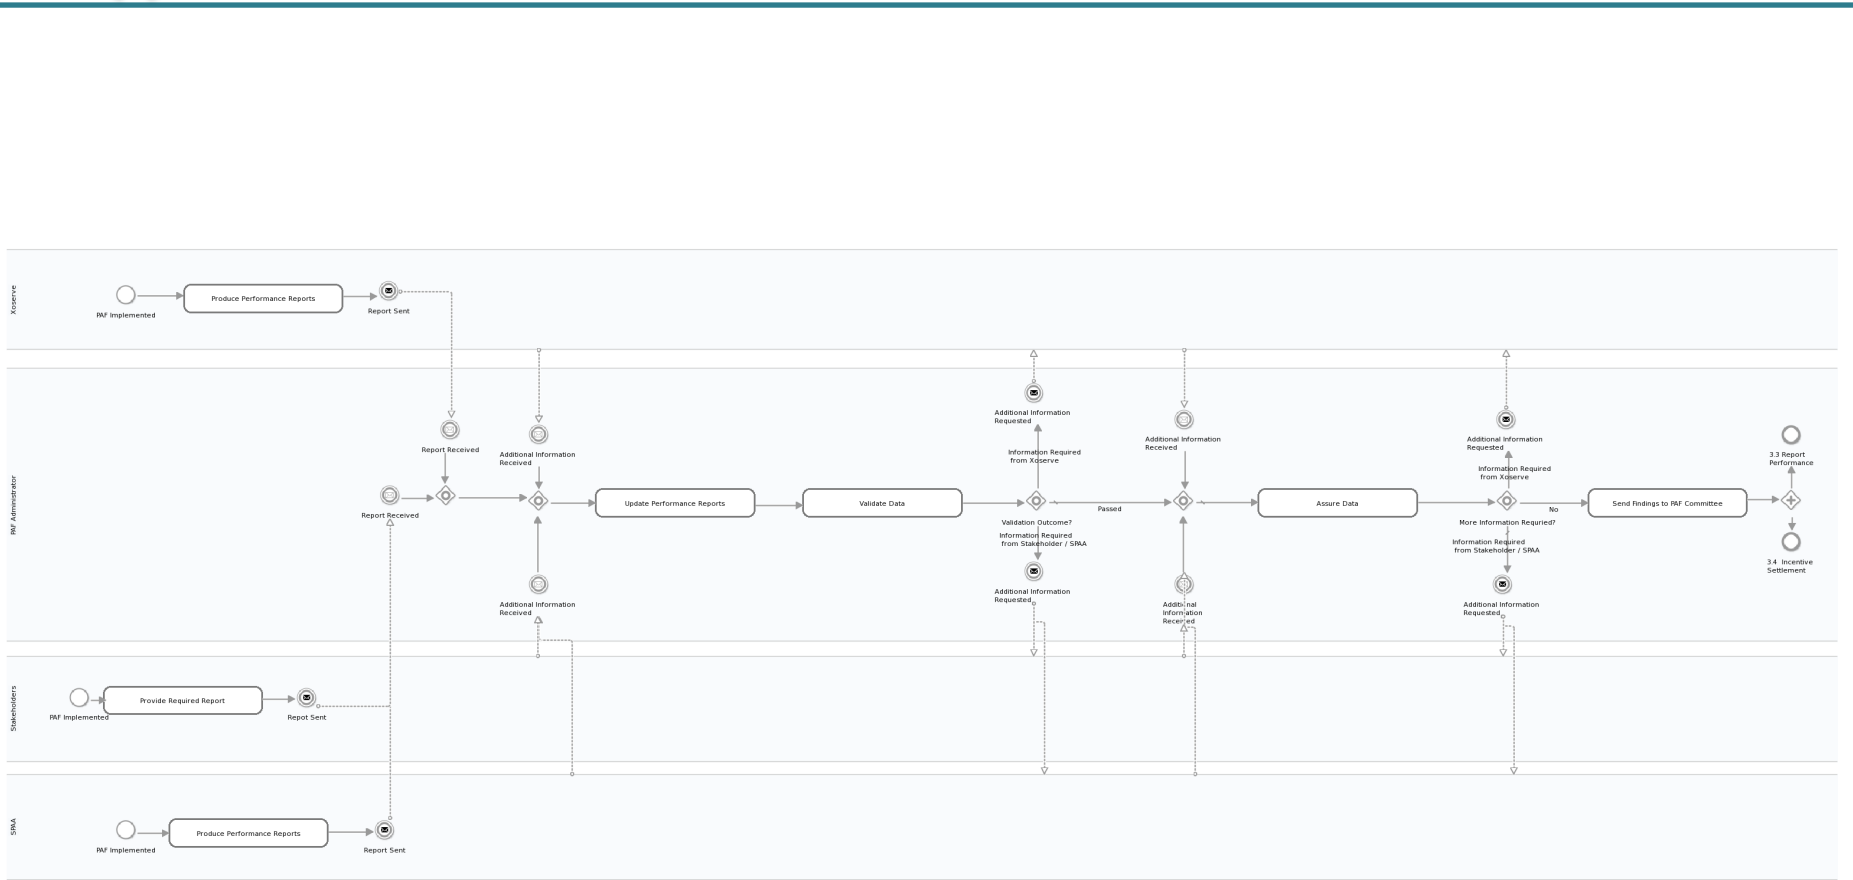 Xoserve
PAF Implemented
Produce Performance Reports
Report Sent
PAF Administrator
Report Received
Report Received
Additional Information
Received
Additional Information
Received
Update Performance Reports
Validate Data
Additional Information
Requested
Information Required
from Xoserve
Validation Outcome?
Information Required
from Stakeholder / SPAA
Additional Information
Requested
Passed
Additional Information
Received
Additional
Information
Received
Assure Data
Additional Information
Requested
Information Required
from Xoserve
More Information Requried?
Information Required
from Stakeholder / SPAA
Additional Information
Requested
No
Send Findings to PAF Committee
3.3 Report
Performance
3.4 Incentive
Settlement
Stakeholders
PAF Implemented
Provide Required Report
Repot Sent
SPAA
PAF Implemented
Produce Performance Reports
Report Sent